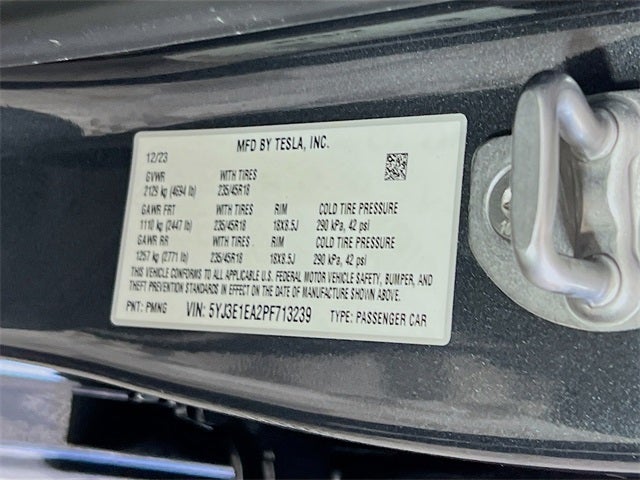 MFD BY TESLA, INC.
12/23
GVWR WITH TIRES
2129 kg (4694 lb) 235/45R18
GAWR FRT WITH TIRES RIM COLD TIRE PRESSURE
1110 kg (2447 lb) 235/45R18 18X8.5J 290 kPa, 42 psi
GAWR RR WITH TIRES RIM COLD TIRE PRESSURE
1257 kg (2771 lb) 235/45R18 18X8.5J 290 kPa, 42 psi
THIS VEHICLE CONFORMS TO ALL APPLICABLE U.S. FEDERAL MOTOR VEHICLE SAFETY, BUMPER, AND
THEFT PREVENTION STANDARDS IN EFFECT ON THE DATE OF MANUFACTURE SHOWN ABOVE.
PNT: PMNG VIN: 5YJ3E1EA2PF713239 TYPE: PASSENGER CAR